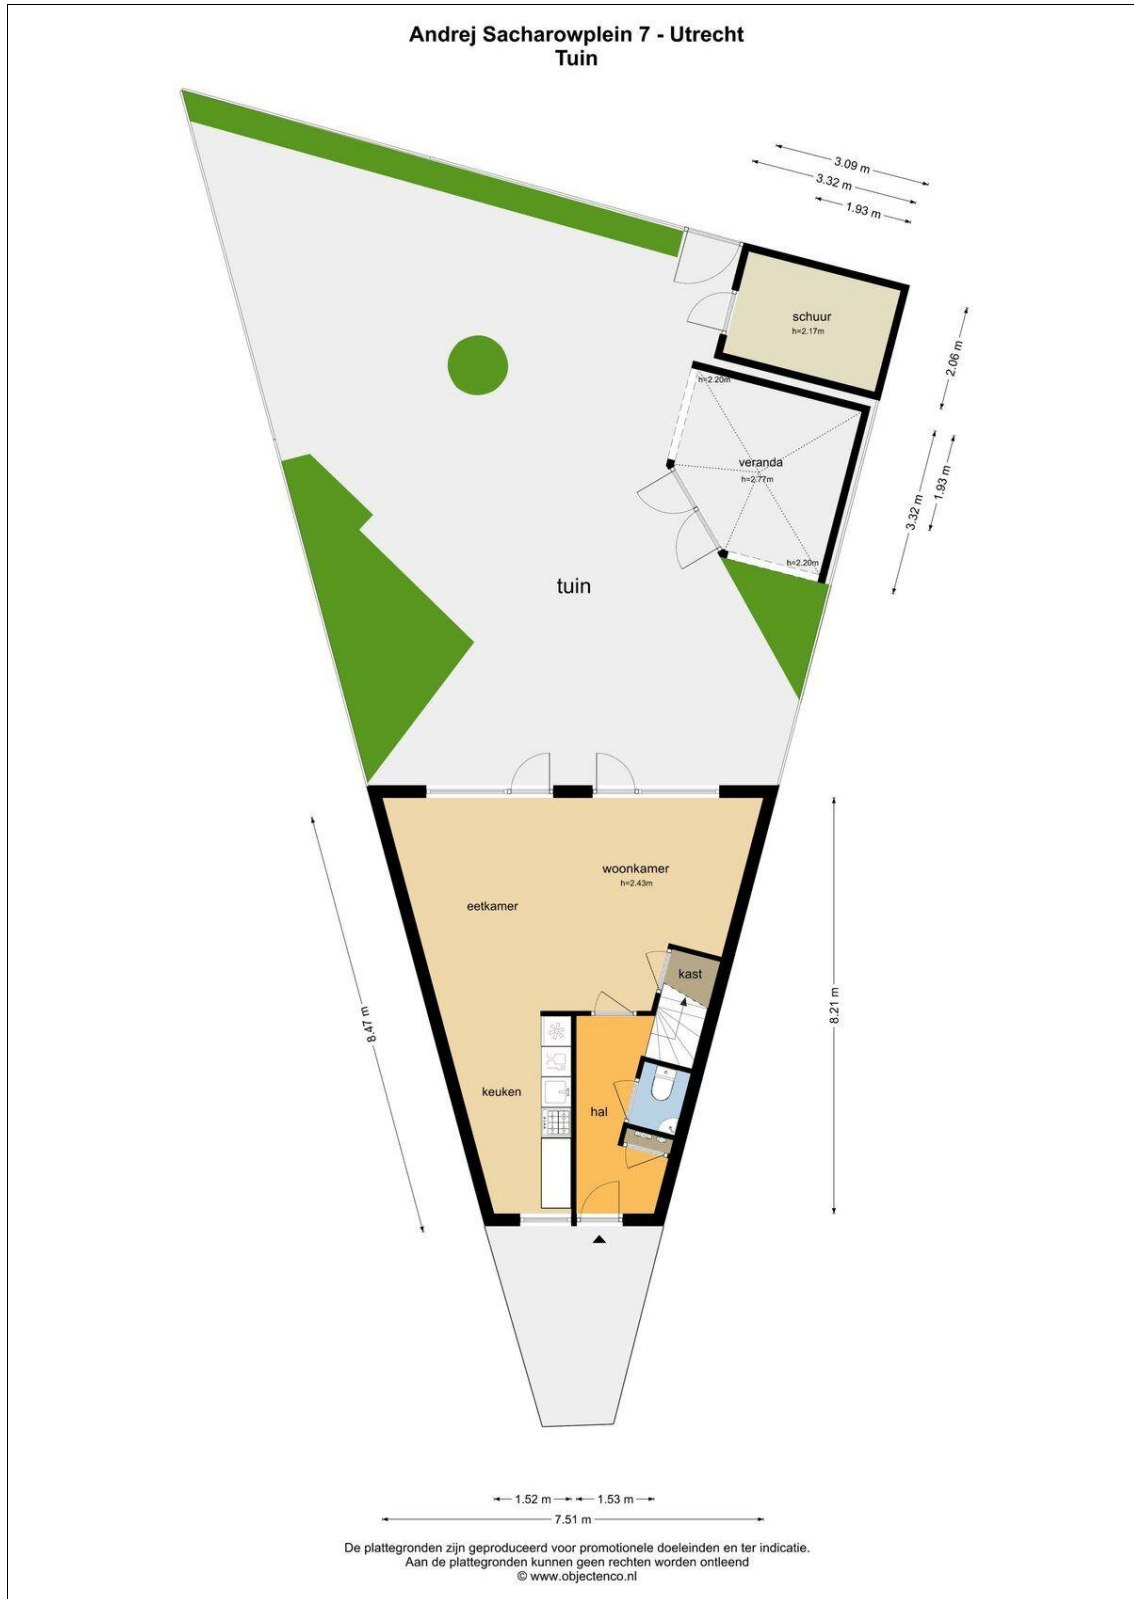 Andrej Sacharowplein 7 - Utrecht
Tuin
3.09 m
3.32 m
1.93 m
schuur
h=2.17m
2.06 m
h=2.20m
veranda
h=2.77m
1.93 m
3.32 m
h=2.20m
tuin
woonkamer
h=2.43m
eetkamer
kast
8.47 m
8.21 m
keuken
hal
1.52 m
1.53 m
7.51 m
De plattegronden zijn geproduceerd voor promotionele doeleinden en ter indicatie.
Aan de plattegronden kunnen geen rechten worden ontleend
© www.objectenco.nl